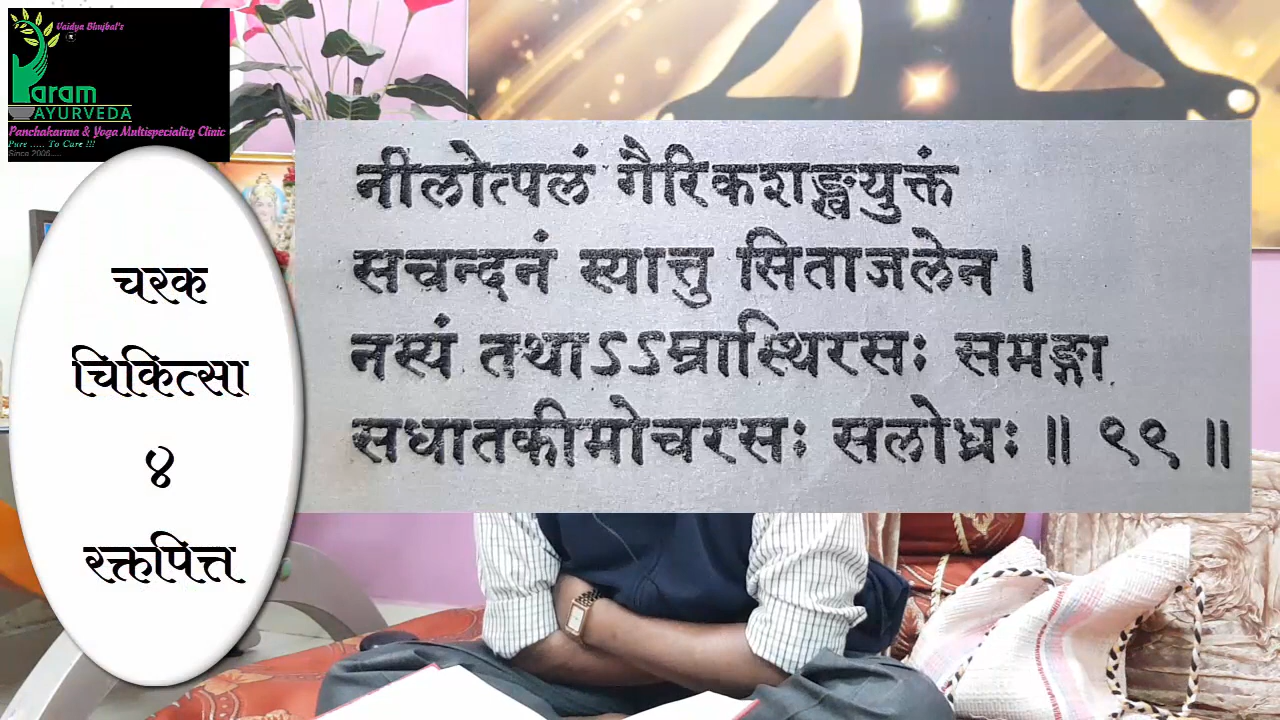 Vaidya Bhujbal's
Param
AYURVEDA
Panchakarma & Yoga Multispeciality Clinic
Pure ..... To Cure !!!
Since 2006.....
चरक
चिकित्सा
४
रक्तपित्त
नीलोत्पलं गैरिकशङ्खयुक्तं
सचन्दनं स्यात्तु सिताजलेन ।
नस्यं तथाऽऽम्रास्थिरसः समङ्गा
सधातकीमोचरसः सलोध्रः ॥ ९९ ॥